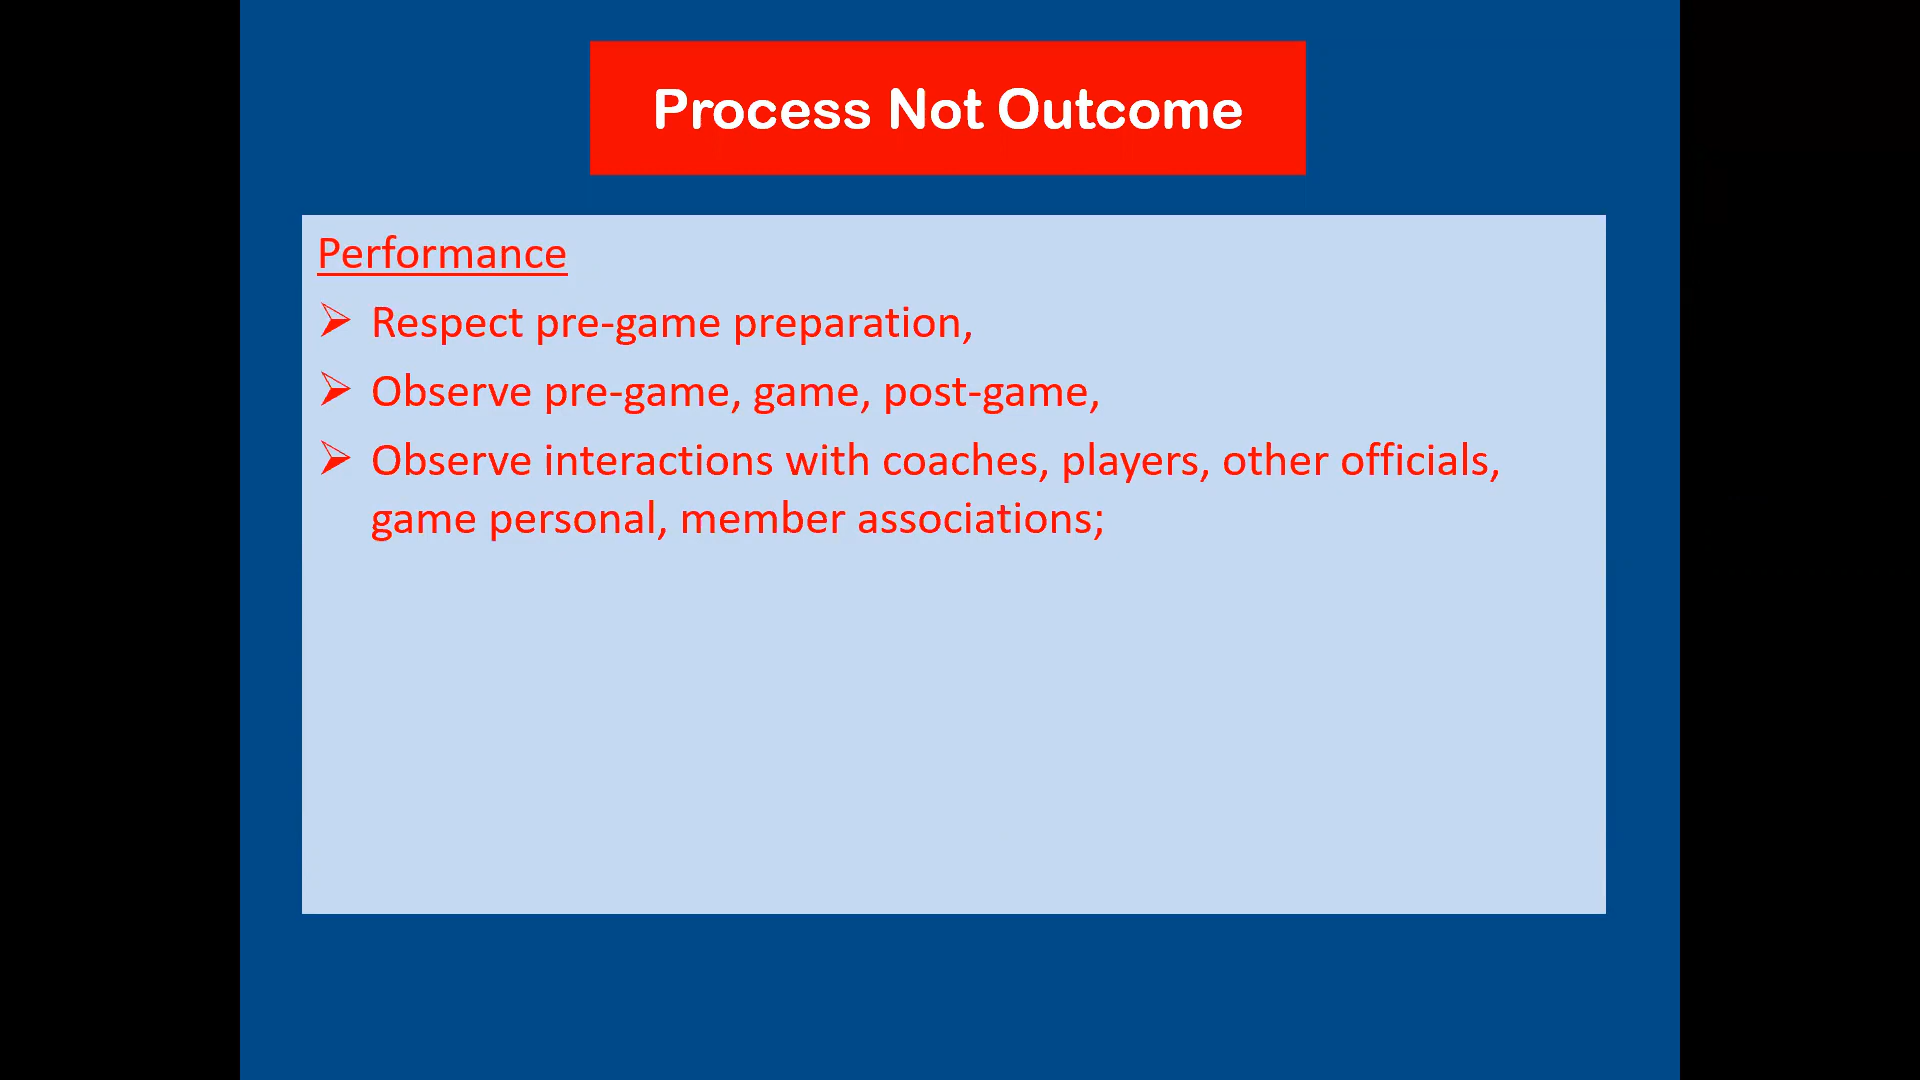 Process Not Outcome
Performance
Respect pre-game preparation,
Observe pre-game, game, post-game,
Observe interactions with coaches, players, other officials,
game personal, member associations;